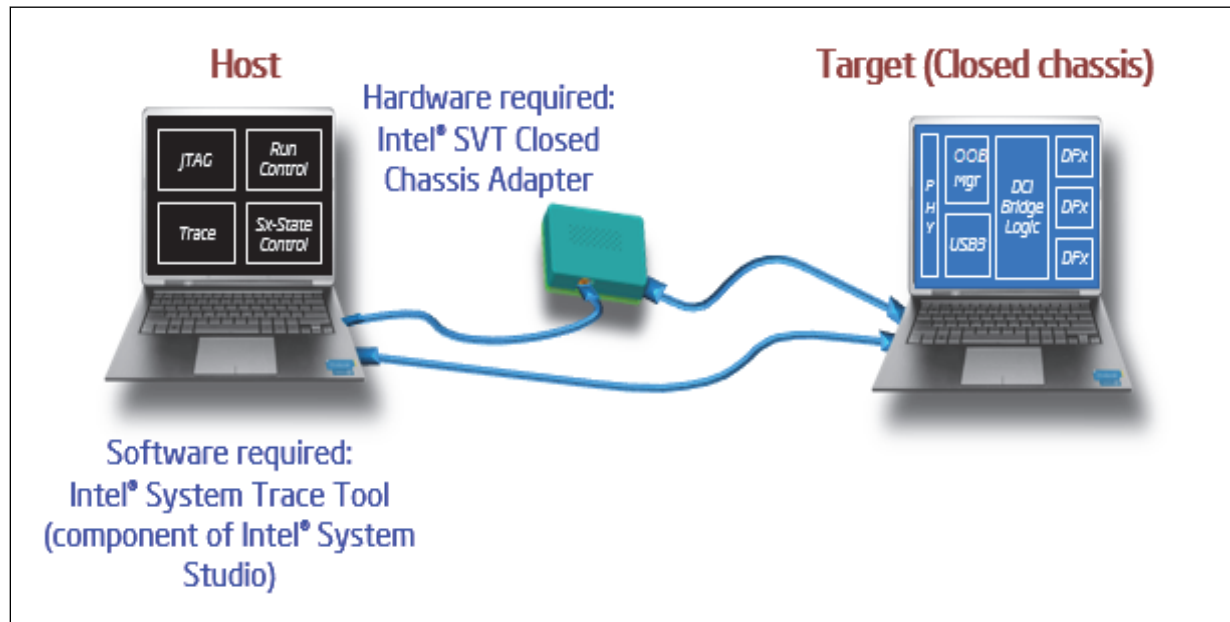 Host
Target (Closed chassis)
Hardware required:
Intel® SVT Closed
Chassis Adapter
JTAG
Run
Control
Trace
Sx-State
Control
P
H
Y
OOB
Mgr
USB3
DCI
Bridge
Logic
DFx
DFx
DFx
Software required:
Intel® System Trace Tool
(component of Intel® System
Studio)